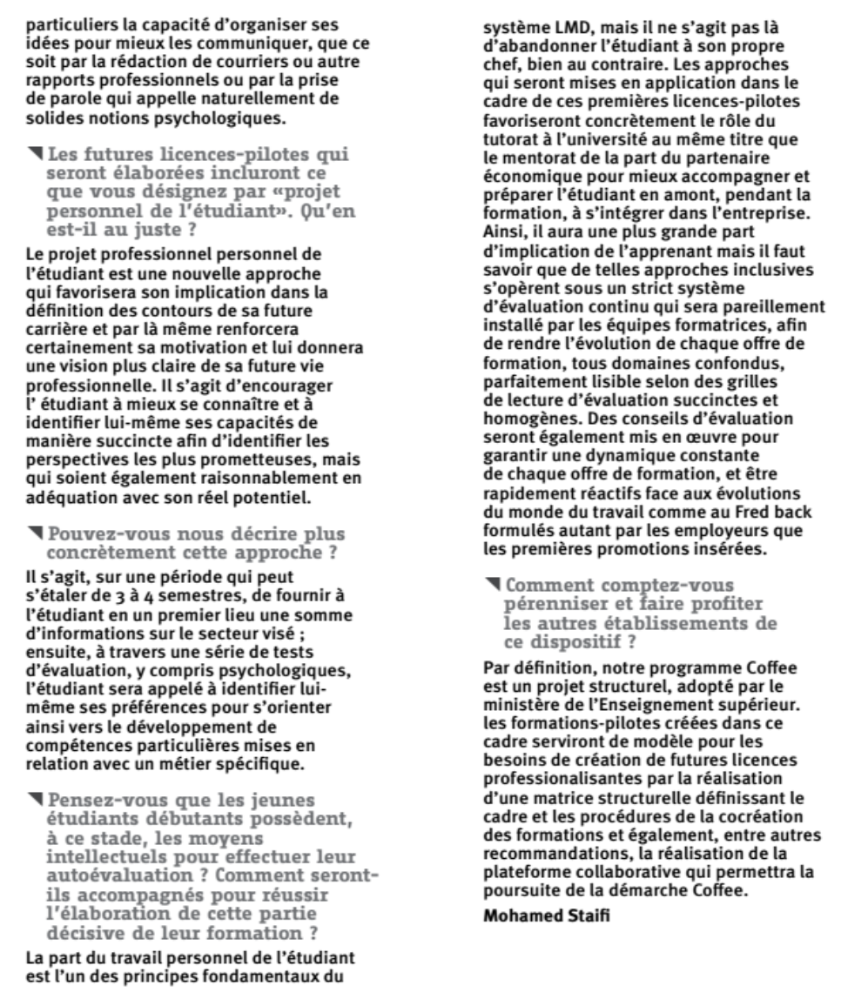 particuliers la capacité d'organiser ses
idées pour mieux les communiquer, que ce
soit par la rédaction de courriers ou autre
rapports professionnels ou par la prise
de parole qui appelle naturellement de
solides notions psychologiques.
Les futures licences-pilotes qui
seront élaborées incluront ce
que vous désignez par «projet
personnel de l'étudiant». Qu'en
est-il au juste ?
Le projet professionnel personnel de
l'étudiant est une nouvelle approche
qui favorisera son implication dans la
définition des contours de sa future
carrière et par là même renforcera
certainement sa motivation et lui donnera
une vision plus claire de sa future vie
professionnelle. Il s'agit d'encourager
l' étudiant à mieux se connaître et à
identifier lui-même ses capacités de
manière succincte afin d'identifier les
perspectives les plus prometteuses, mais
qui soient également raisonnablement en
adéquation avec son réel potentiel.
Pouvez-vous nous décrire plus
concrètement cette approche ?
Il s'agit, sur une période qui peut
s'étaler de 3 à 4 semestres, de fournir à
l'étudiant en un premier lieu une somme
d'informations sur le secteur visé ;
ensuite, à travers une série de tests
d'évaluation, y compris psychologiques,
l'étudiant sera appelé à identifier lui-
même ses préférences pour s'orienter
ainsi vers le développement de
compétences particulières mises en
relation avec un métier spécifique.
Pensez-vous que les jeunes
étudiants débutants possèdent,
à ce stade, les moyens
intellectuels pour effectuer leur
autoévaluation ? Comment seront-
ils accompagnés pour réussir
l'élaboration de cette partie
décisive de leur formation ?
La part du travail personnel de l'étudiant
est l'un des principes fondamentaux du
système LMD, mais il ne s'agit pas là
d'abandonner l'étudiant à son propre
chef, bien au contraire. Les approches
qui seront mises en application dans le
cadre de ces premières licences-pilotes
favoriseront concrètement le rôle du
tutorat à l'université au même titre que
le mentorat de la part du partenaire
économique pour mieux accompagner et
préparer l'étudiant en amont, pendant la
formation, à s'intégrer dans l'entreprise.
Ainsi, il aura une plus grande part
d'implication de l'apprenant mais il faut
savoir que de telles approches inclusives
s'opèrent sous un strict système
d'évaluation continu qui sera pareillement
installé par les équipes formatrices, afin
de rendre l'évolution de chaque offre de
formation, tous domaines confondus,
parfaitement lisible selon des grilles
de lecture d'évaluation succinctes et
homogènes. Des conseils d'évaluation
seront également mis en œuvre pour
garantir une dynamique constante
de chaque offre de formation, et être
rapidement réactifs face aux évolutions
du monde du travail comme au Fred back
formulés autant par les employeurs que
les premières promotions insérées.
Comment comptez-vous
pérenniser et faire profiter
les autres établissements de
ce dispositif ?
Par définition, notre programme Coffee
est un projet structurel, adopté par le
ministère de l'Enseignement supérieur.
les formations-pilotes créées dans ce
cadre serviront de modèle pour les
besoins de création de futures licences
professionalisantes par la réalisation
d'une matrice structurelle définissant le
cadre et les procédures de la cocréation
des formations et également, entre autres
recommandations, la réalisation de la
plateforme collaborative qui permettra la
poursuite de la démarche Coffee.
Mohamed Staifi